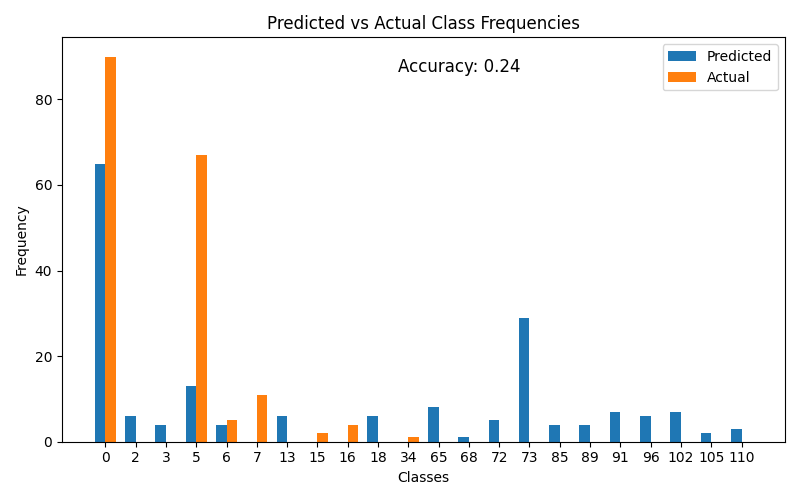 Predicted vs Actual Class Frequencies
Accuracy: 0.24
Predicted
Actual
Frequency
80
60
40
20
0
0 2 3 5 6 7 13 15 16 18 34 65 68 72 73 85 89 91 96 102 105 110
Classes